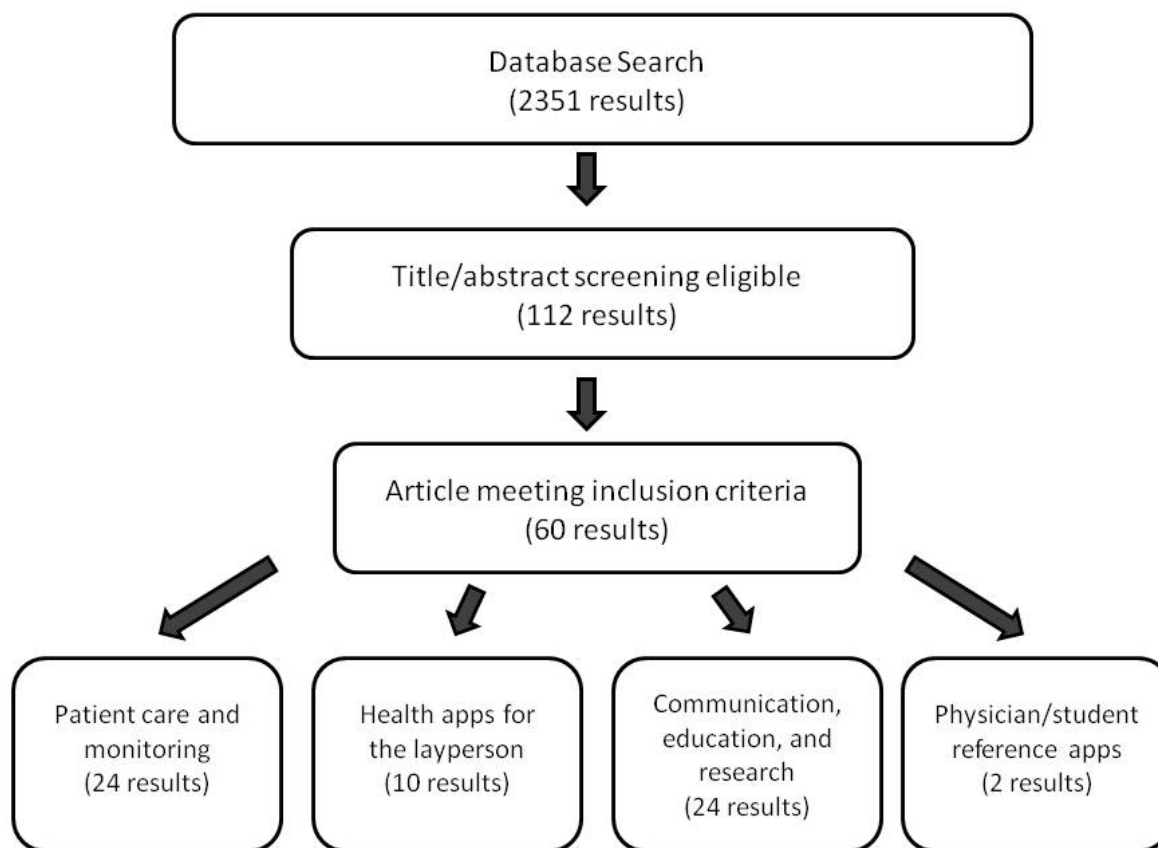 Database Search
(2351 results)
Title/abstract screening eligible
(112 results)
Article meeting inclusion criteria
(60 results)
Patient care and
monitoring
(24 results)
Health apps for
the layperson
(10 results)
Communication,
education, and
research
(24 results)
Physician/student
reference apps
(2 results)